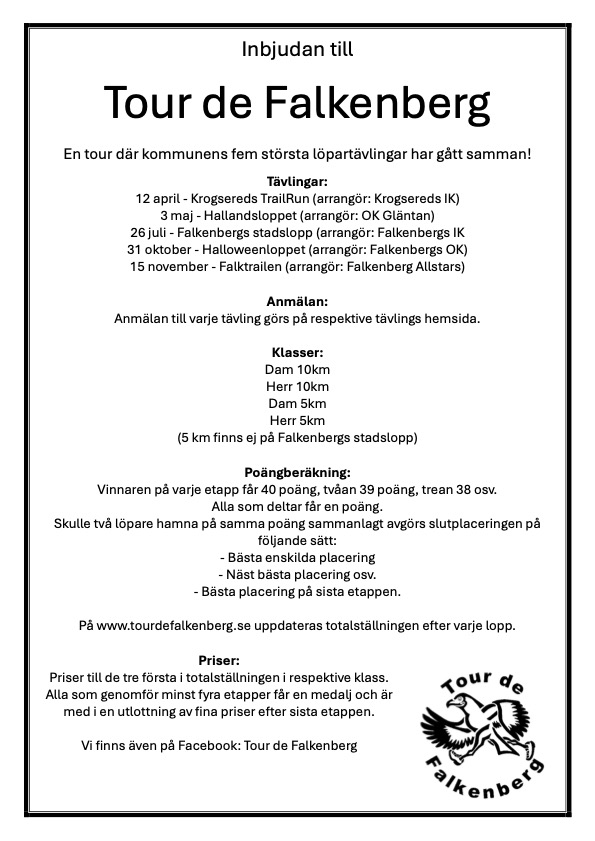 Inbjudan till
Tour de Falkenberg
En tour där kommunens fem största löpartävlingar har gått samman!
Tävlingar:
12 april - Krogsereds TrailRun (arrangör: Krogsereds IK)
3 maj - Hallandsloppet (arrangör: OK Gläntan)
26 juli - Falkenbergs stadslopp (arrangör: Falkenbergs IK
31 oktober - Halloweenloppet (arrangör: Falkenbergs OK)
15 november - Falktrailen (arrangör: Falkenberg Allstars)
Anmälan:
Anmälan till varje tävling görs på respektive tävlings hemsida.
Klasser:
Dam 10km
Herr 10km
Dam 5km
Herr 5km
(5 km finns ej på Falkenbergs stadslopp)
Poängberäkning:
Vinnaren på varje etapp får 40 poäng, tvåan 39 poäng, trean 38 osv.
Alla som deltar får en poäng.
Skulle två löpare hamna på samma poäng sammanlagt avgörs slutplaceringen på
följande sätt:
- Bästa enskilda placering
- Näst bästa placering osv.
- Bästa placering på sista etappen.
På www.tourdefalkenberg.se uppdateras totalställningen efter varje lopp.
Priser:
Priser till de tre första i totalställningen i respektive klass.
Alla som genomför minst fyra etapper får en medalj och är
med i en utlottning av fina priser efter sista etappen.
Vi finns även på Facebook: Tour de Falkenberg
Tour de
Falkenberg